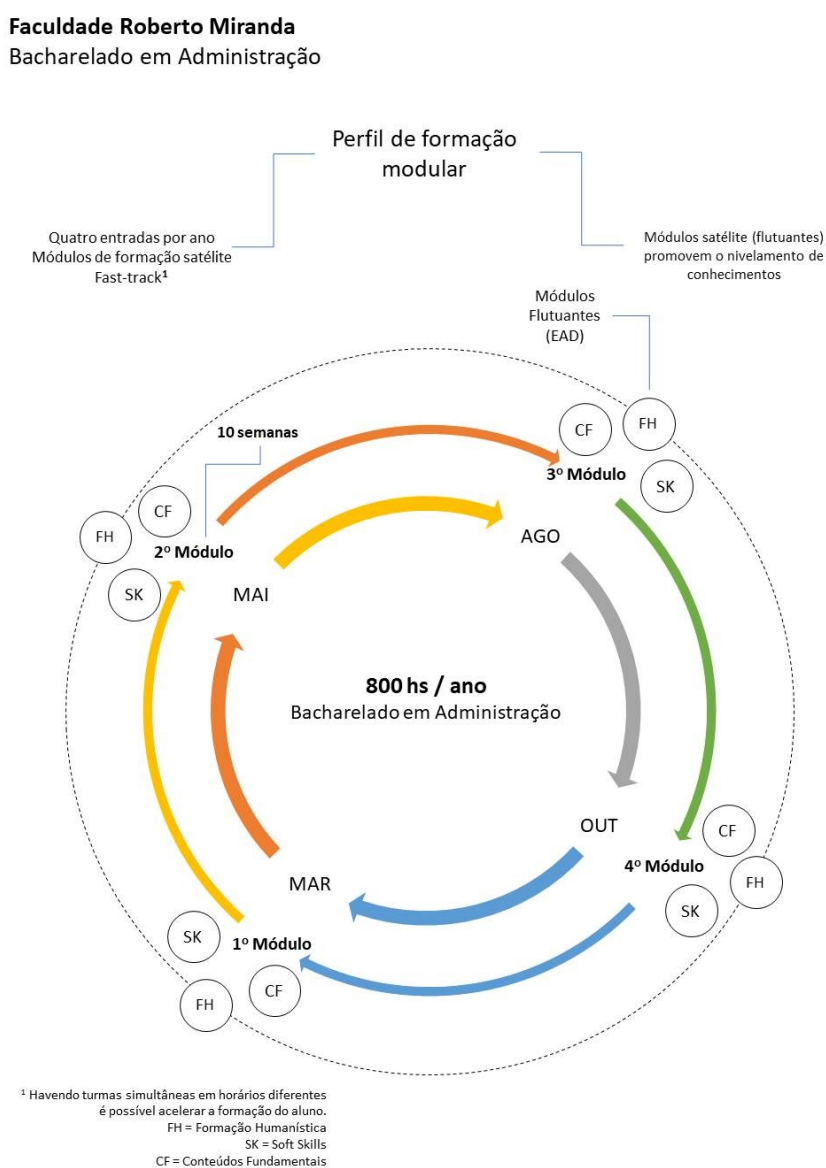 Faculdade Roberto Miranda
Bacharelado em Administração
Perfil de formação
modular
Quatro entradas por ano
Módulos de formação satélite
Fast-track¹
Módulos satélite (flutuantes)
promovem o nivelamento de
conhecimentos
Módulos
Flutuantes
(EAD)
10 semanas
CF
FH
3º Módulo
SK
CF
FH
2º Módulo
SK
MAI
AGO
800 hs / ano
Bacharelado em Administração
OUT
CF
4º Módulo
FH
SK
MAR
SK
1º Módulo
CF
FH
¹ Havendo turmas simultâneas em horários diferentes
é possível acelerar a formação do aluno.
FH = Formação Humanística
SK = Soft Skills
CF = Conteúdos Fundamentais